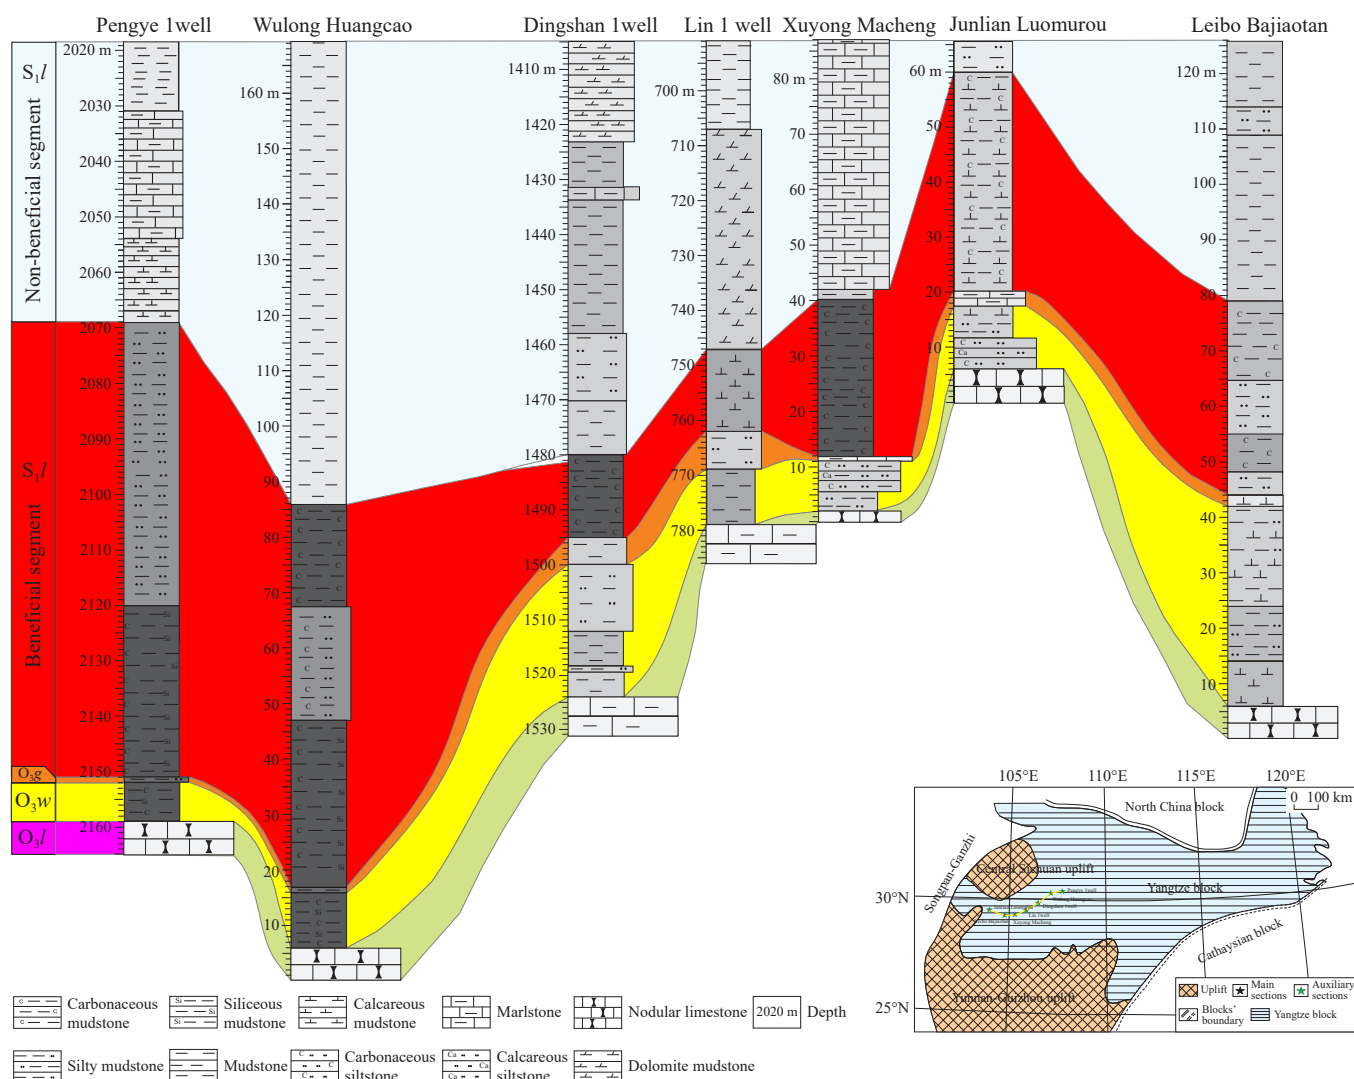 Pengye 1well
Wulong Huangcao
Dingshan 1well
Lin 1 well
Xuyong Macheng
Junlian Luomurou
Leibo Bajiaotan
S₁l
Non-beneficial segment
S₁l
Beneficial segment
O₃g
O₃w
O₃l
2020 m
2030
2040
2050
2060
2070
2080
2090
2100
2110
2120
2130
2140
2150
2160
160 m
150
140
130
120
110
100
90
80
70
60
50
40
30
20
10
1410 m
1420
1430
1440
1450
1460
1470
1480
1490
1500
1510
1520
1530
700 m
710
720
730
740
750
760
770
780
80 m
70
60
50
40
30
20
10
60 m
50
40
30
20
10
120 m
110
100
90
80
70
60
50
40
30
20
10
105°E
110°E
115°E
120°E
0 100 km
North China block
Songpan-Ganzhi
Central Sichuan uplift
30°N
Yangtze block
Pengye 1well
Dingshan 1well
Lin 1well
Xuyong Macheng
Cathaysian block
Yunnan-Guizhou uplift
25°N
Uplift
Main sections
Auxiliary sections
Blocks' boundary
Yangtze block
Carbonaceous mudstone
Siliceous mudstone
Calcareous mudstone
Marlstone
Nodular limestone
2020 m
Depth
Silty mudstone
Mudstone
Carbonaceous siltstone
Calcareous siltstone
Dolomite mudstone